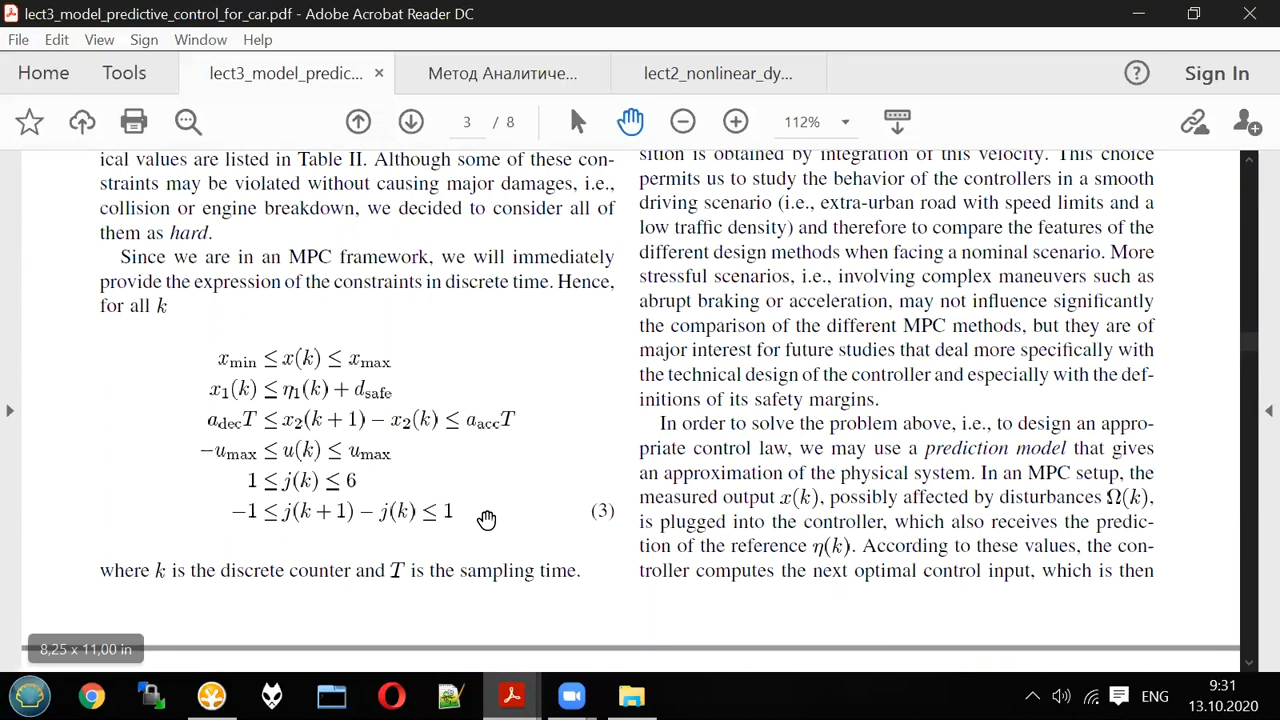 lect3_model_predictive_control_for_car.pdf - Adobe Acrobat Reader DC
File Edit View Sign Window Help
Home Tools lect3_model_predic... × Метод Аналитиче... lect2_nonlinear_dy... Sign In
3 / 8 112%
ical values are listed in Table II. Although some of these con-
straints may be violated without causing major damages, i.e.,
collision or engine breakdown, we decided to consider all of
them as hard.
Since we are in an MPC framework, we will immediately
provide the expression of the constraints in discrete time. Hence,
for all k
x_min ≤ x(k) ≤ x_max
x_1(k) ≤ η_1(k) + d_safe
a_dec T ≤ x_2(k + 1) − x_2(k) ≤ a_acc T
−u_max ≤ u(k) ≤ u_max
1 ≤ j(k) ≤ 6
−1 ≤ j(k + 1) − j(k) ≤ 1 (3)
where k is the discrete counter and T is the sampling time.
sition is obtained by integration of this velocity. This choice
permits us to study the behavior of the controllers in a smooth
driving scenario (i.e., extra-urban road with speed limits and a
low traffic density) and therefore to compare the features of the
different design methods when facing a nominal scenario. More
stressful scenarios, i.e., involving complex maneuvers such as
abrupt braking or acceleration, may not influence significantly
the comparison of the different MPC methods, but they are of
major interest for future studies that deal more specifically with
the technical design of the controller and especially with the def-
initions of its safety margins.
In order to solve the problem above, i.e., to design an appro-
priate control law, we may use a prediction model that gives
an approximation of the physical system. In an MPC setup, the
measured output x(k), possibly affected by disturbances Ω(k),
is plugged into the controller, which also receives the predic-
tion of the reference η(k). According to these values, the con-
troller computes the next optimal control input, which is then
8,25 x 11,00 in
ENG
9:31
13.10.2020